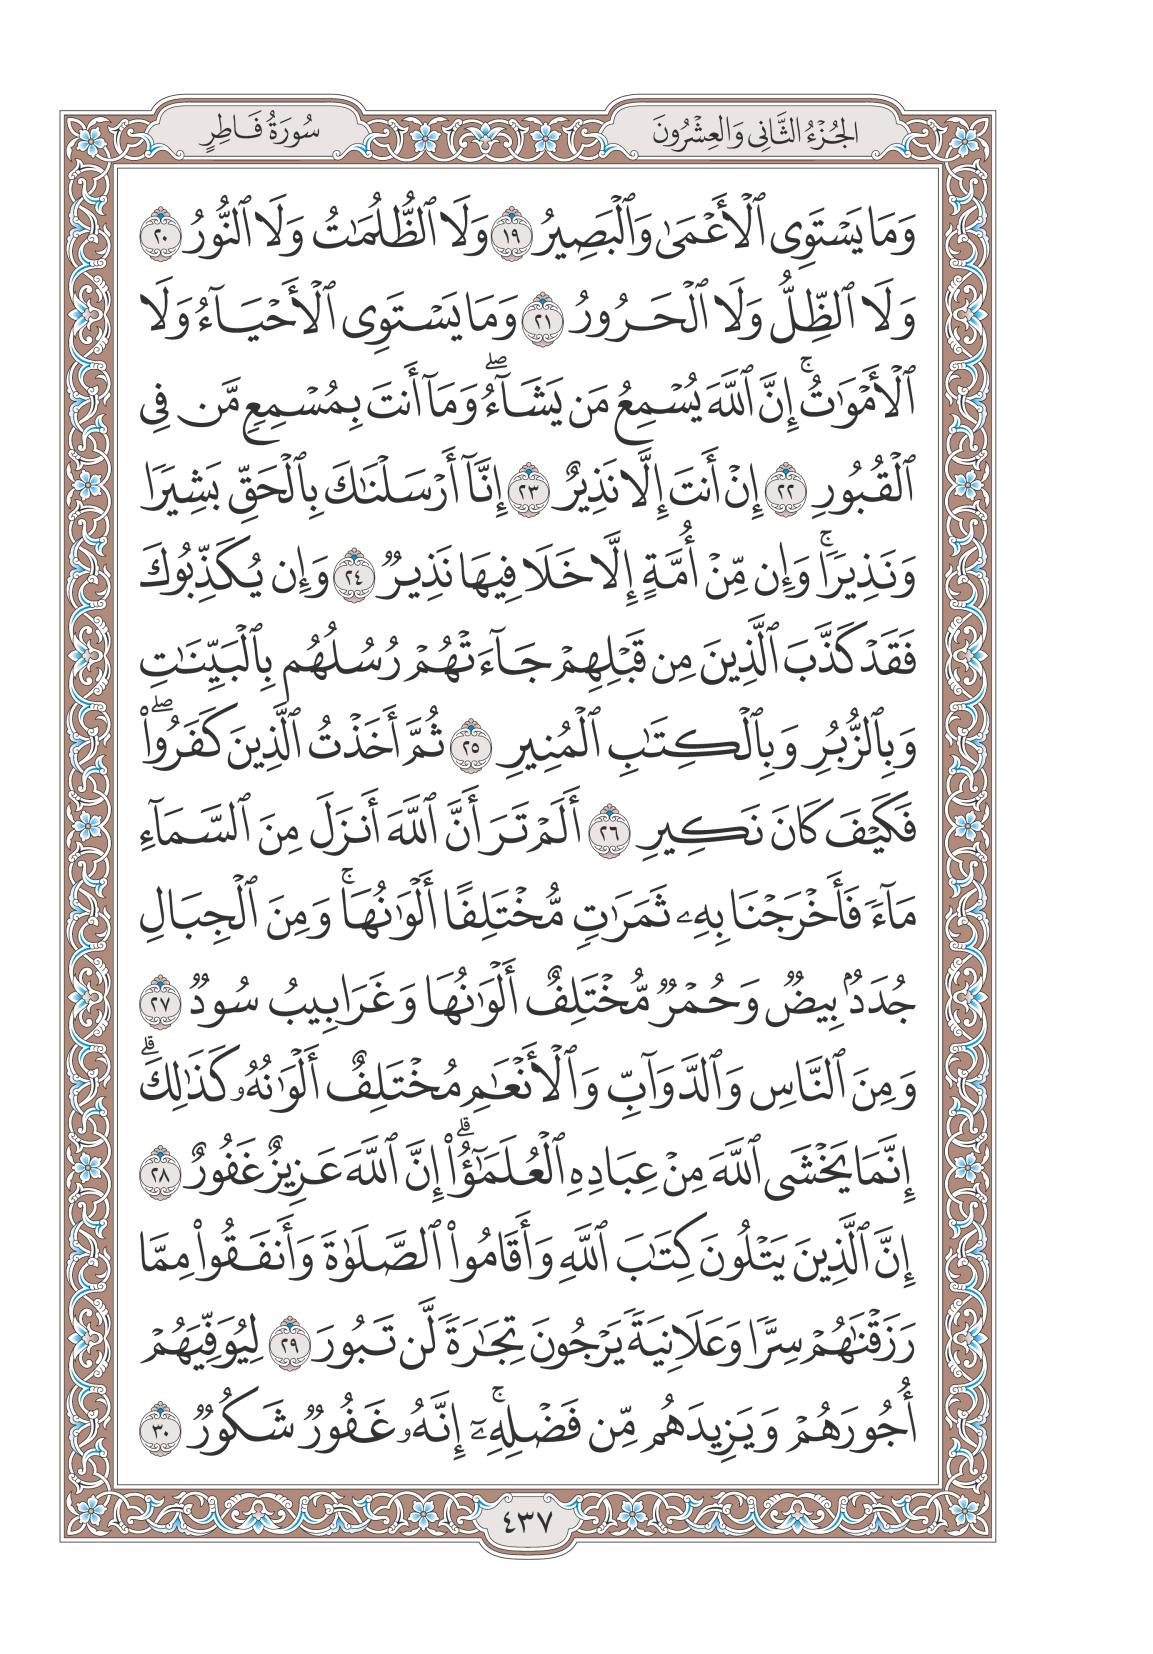 الجُزْءُ الثَّانِي وَالعِشْرُونَ
سُورَةُ فَاطِرٍ
وَمَا يَسْتَوِى ٱلْأَعْمَىٰ وَٱلْبَصِيرُ ١٩ وَلَا ٱلظُّلُمَٰتُ وَلَا ٱلنُّورُ ٢٠
وَلَا ٱلظِّلُّ وَلَا ٱلْحَرُورُ ٢١ وَمَا يَسْتَوِى ٱلْأَحْيَآءُ وَلَا
ٱلْأَمْوَٰتُۚ إِنَّ ٱللَّهَ يُسْمِعُ مَن يَشَآءُۖ وَمَآ أَنتَ بِمُسْمِعٍ مَّن فِى
ٱلْقُبُورِ ٢٢ إِنْ أَنتَ إِلَّا نَذِيرٌ ٢٣ إِنَّآ أَرْسَلْنَٰكَ بِٱلْحَقِّ بَشِيرًا
وَنَذِيرًاۚ وَإِن مِّنْ أُمَّةٍ إِلَّا خَلَا فِيهَا نَذِيرٌ ٢٤ وَإِن يُكَذِّبُوكَ
فَقَدْ كَذَّبَ ٱلَّذِينَ مِن قَبْلِهِمْ جَآءَتْهُمْ رُسُلُهُم بِٱلْبَيِّنَٰتِ
وَبِٱلزُّبُرِ وَبِٱلْكِتَٰبِ ٱلْمُنِيرِ ٢٥ ثُمَّ أَخَذْتُ ٱلَّذِينَ كَفَرُوا۟ۖ
فَكَيْفَ كَانَ نَكِيرِ ٢٦ أَلَمْ تَرَ أَنَّ ٱللَّهَ أَنزَلَ مِنَ ٱلسَّمَآءِ
مَآءً فَأَخْرَجْنَا بِهِۦ ثَمَرَٰتٍ مُّخْتَلِفًا أَلْوَٰنُهَاۚ وَمِنَ ٱلْجِبَالِ
جُدَدٌۢ بِيضٌ وَحُمْرٌ مُّخْتَلِفٌ أَلْوَٰنُهَا وَغَرَابِيبُ سُودٌ ٢٧
وَمِنَ ٱلنَّاسِ وَٱلدَّوَآبِّ وَٱلْأَنْعَٰمِ مُخْتَلِفٌ أَلْوَٰنُهُۥ كَذَٰلِكَۗ
إِنَّمَا يَخْشَى ٱللَّهَ مِنْ عِبَادِهِ ٱلْعُلَمَٰٓؤُا۟ۗ إِنَّ ٱللَّهَ عَزِيزٌ غَفُورٌ ٢٨
إِنَّ ٱلَّذِينَ يَتْلُونَ كِتَٰبَ ٱللَّهِ وَأَقَامُوا۟ ٱلصَّلَوٰةَ وَأَنفَقُوا۟ مِمَّا
رَزَقْنَٰهُمْ سِرًّا وَعَلَانِيَةً يَرْجُونَ تِجَٰرَةً لَّن تَبُورَ ٢٩ لِيُوَفِّيَهُمْ
أُجُورَهُمْ وَيَزِيدَهُم مِّن فَضْلِهِۦٓۚ إِنَّهُۥ غَفُورٌ شَكُورٌ ٣٠
٤٣٧